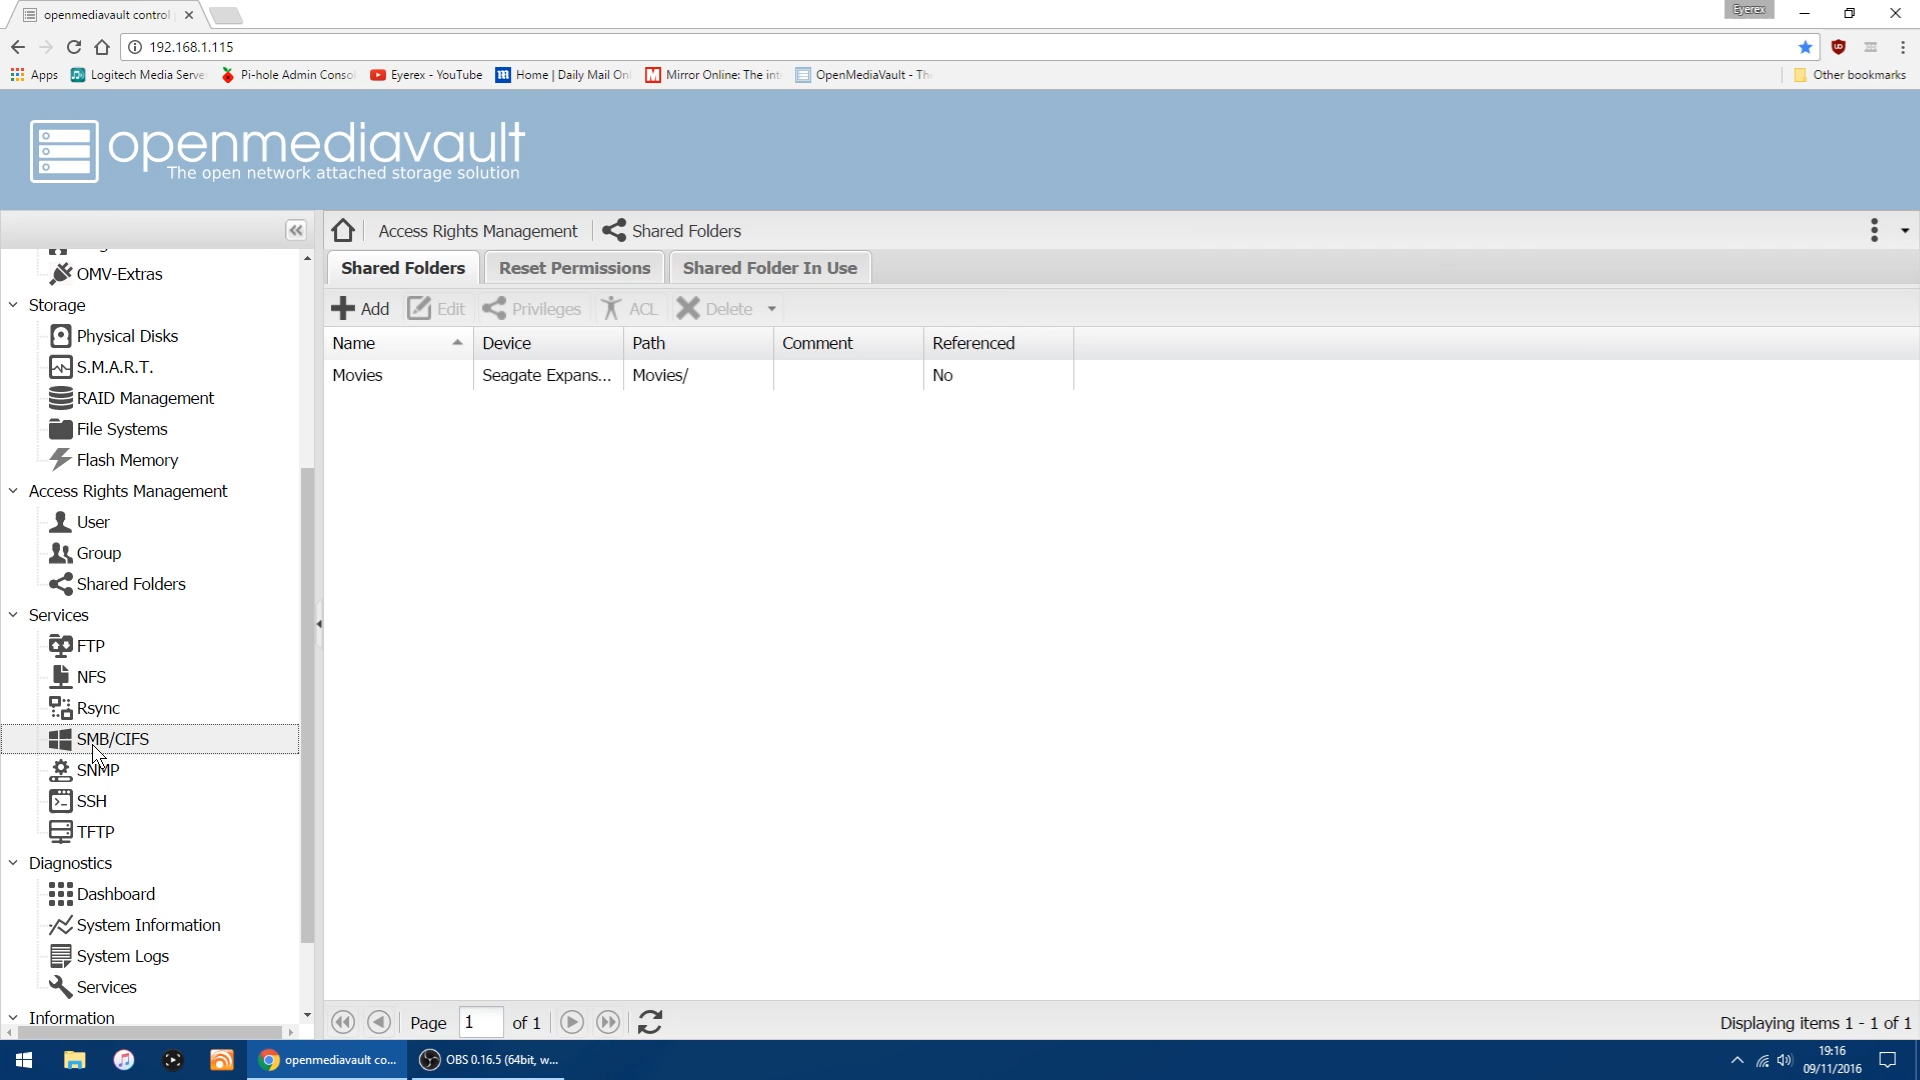 openmediavault control
Eyerex
192.168.1.115
Apps
Logitech Media Serve
Pi-hole Admin Consol
Eyerex - YouTube
Home | Daily Mail Onl
Mirror Online: The int
OpenMediaVault - Th
Other bookmarks
openmediavault
The open network attached storage solution
Access Rights Management
Shared Folders
OMV-Extras
Storage
Physical Disks
S.M.A.R.T.
RAID Management
File Systems
Flash Memory
Access Rights Management
User
Group
Shared Folders
Services
FTP
NFS
Rsync
SMB/CIFS
SNMP
SSH
TFTP
Diagnostics
Dashboard
System Information
System Logs
Services
Information
Shared Folders
Reset Permissions
Shared Folder In Use
Add
Edit
Privileges
ACL
Delete
Name Device Path Comment Referenced
Movies Seagate Expans... Movies/ No
Page 1 of 1
Displaying items 1 - 1 of 1
openmediavault co...
OBS 0.16.5 (64bit, w...
19:16
09/11/2016